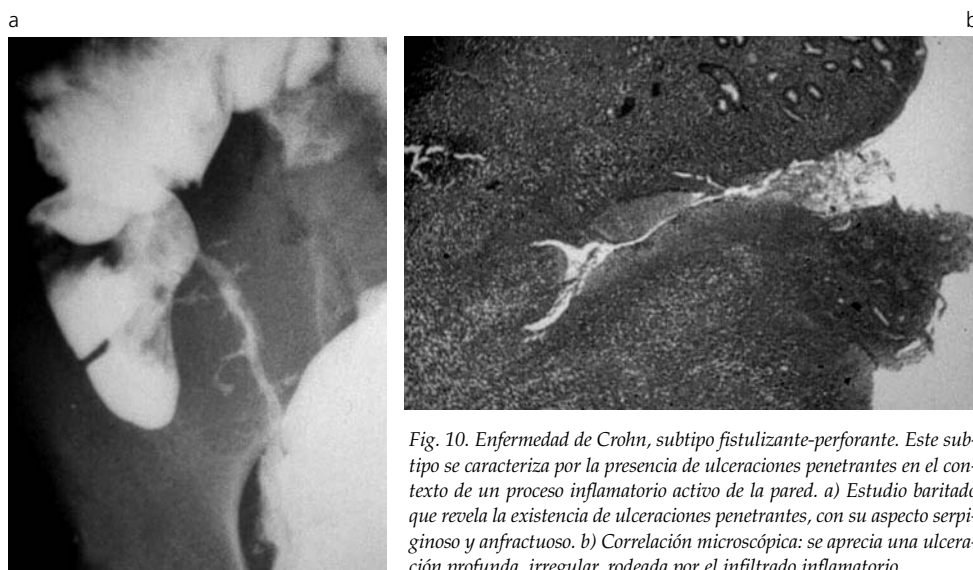 a
b
Fig. 10. Enfermedad de Crohn, subtipo fistulizante-perforante. Este sub-
tipo se caracteriza por la presencia de ulceraciones penetrantes en el con-
texto de un proceso inflamatorio activo de la pared. a) Estudio baritado
que revela la existencia de ulceraciones penetrantes, con su aspecto serpi-
ginoso y anfractuoso. b) Correlación microscópica: se aprecia una ulcera-
ción profunda, irregular, rodeada por el infiltrado inflamatorio.